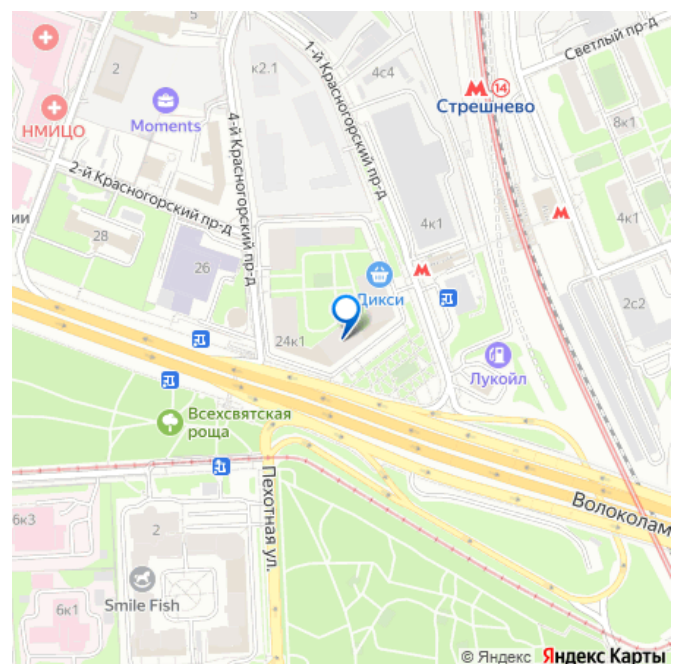 5
2
к2.1
4с4
Светлый пр-д
1-й Красногорский пр-д
14
Стрешнево
НМИЦО
Moments
8к1
4-й Красногорский пр-д
2-й Красногорский пр-д
ии
28
4к1
4к1
26
Дикси
2с2
24к1
Лукойл
Всехсвятская
роща
Пехотная ул.
Волоколам
6к3
2
Smile Fish
6к1
© Яндекс Яндекс Карты